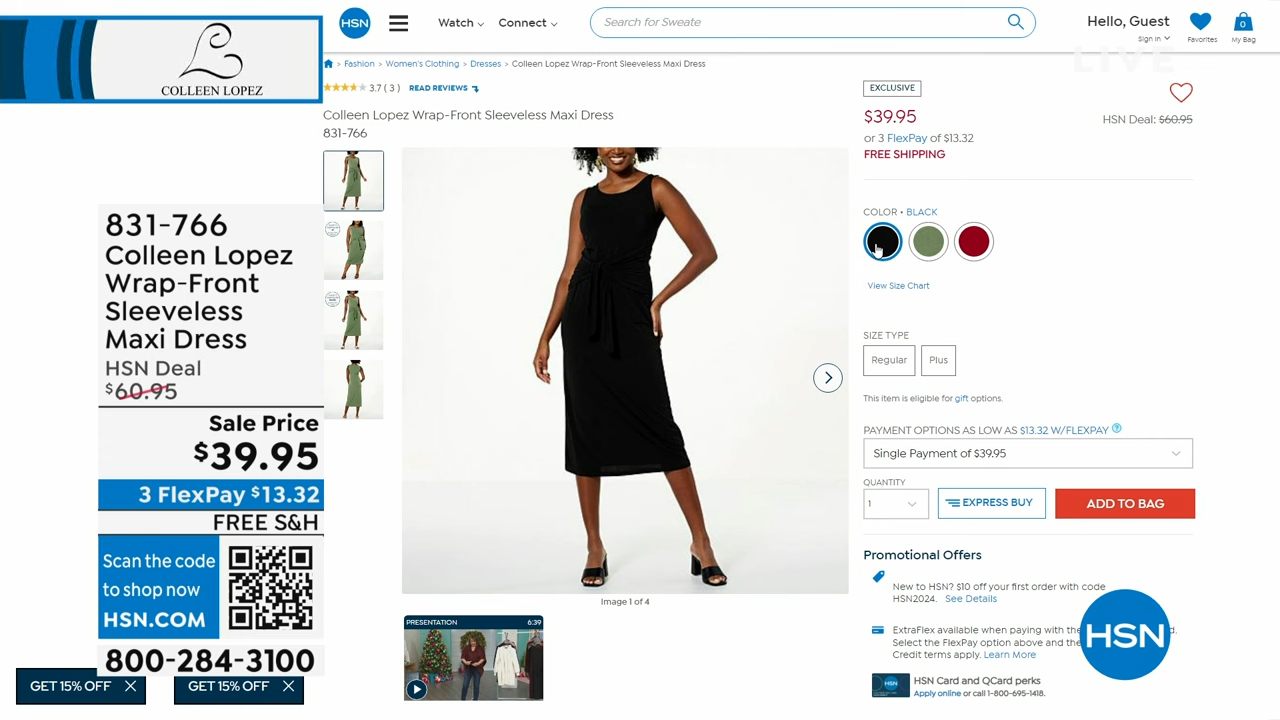 COLLEEN LOPEZ
HSN
Watch
Connect
Search for Sweate
Hello, Guest
Sign in
Favorites
0
My Bag
LIVE
Fashion > Women's Clothing > Dresses > Colleen Lopez Wrap-Front Sleeveless Maxi Dress
3.7 ( 3 ) READ REVIEWS
Colleen Lopez Wrap-Front Sleeveless Maxi Dress
831-766
831-766
Colleen Lopez
Wrap-Front
Sleeveless
Maxi Dress
HSN Deal
$60.95
Sale Price
$39.95
3 FlexPay $13.32
FREE S&H
Scan the code
to shop now
HSN.COM
800-284-3100
GET 15% OFF
GET 15% OFF
Image 1 of 4
PRESENTATION 6:39
EXCLUSIVE
$39.95
HSN Deal: $60.95
or 3 FlexPay of $13.32
FREE SHIPPING
COLOR • BLACK
View Size Chart
SIZE TYPE
Regular
Plus
This item is eligible for gift options.
PAYMENT OPTIONS AS LOW AS $13.32 W/FLEXPAY
Single Payment of $39.95
QUANTITY
1
EXPRESS BUY
ADD TO BAG
Promotional Offers
New to HSN? $10 off your first order with code
HSN2024. See Details
ExtraFlex available when paying with the d.
Select the FlexPay option above and the
Credit terms apply. Learn More
HSN
HSN
HSN Card and QCard perks
Apply online or call 1-800-695-1418.